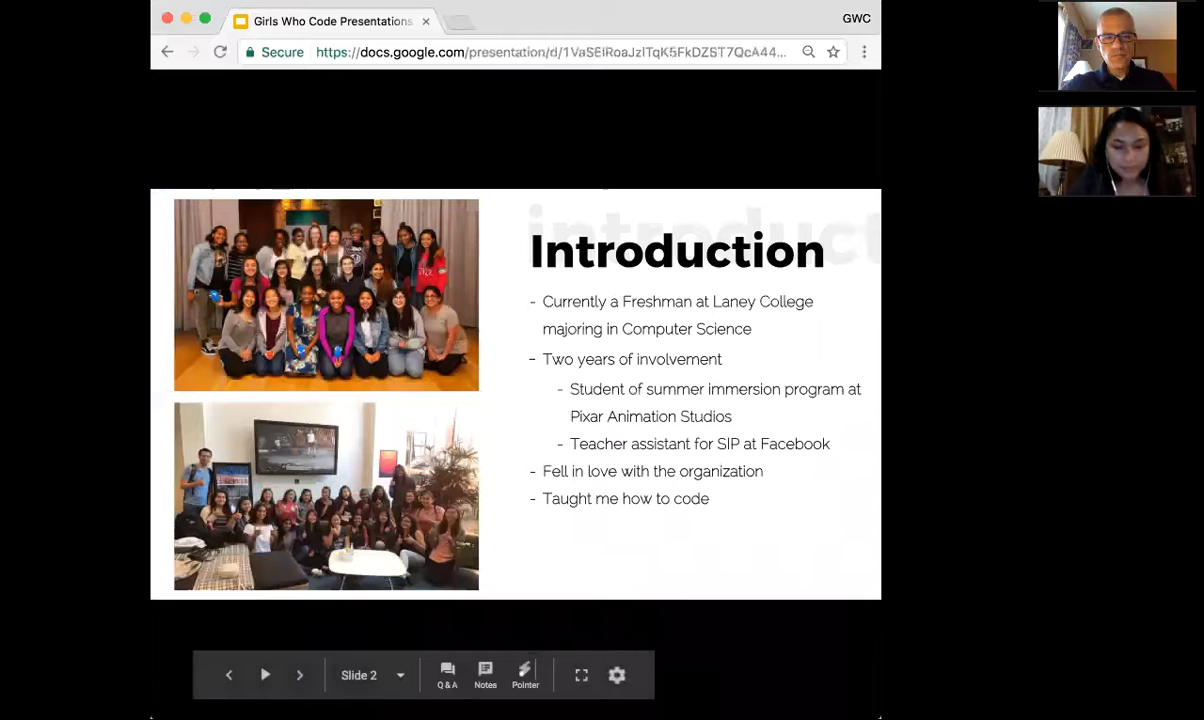 Girls Who Code Presentations
GWC
Secure
https://docs.google.com/presentation/d/1VaSEIRoaJzITqK5FkDZST7QcA44...
introduct
Introduction
- Currently a Freshman at Laney College
majoring in Computer Science
- Two years of involvement
- Student of summer immersion program at
Pixar Animation Studios
- Teacher assistant for SIP at Facebook
- Fell in love with the organization
- Taught me how to code
Slide 2
Q & A
Notes
Pointer